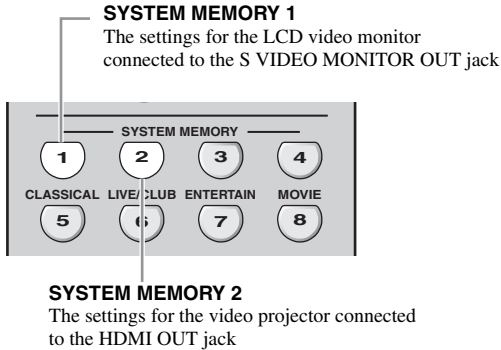 SYSTEM MEMORY 1
The settings for the LCD video monitor
connected to the S VIDEO MONITOR OUT jack
SYSTEM MEMORY
1 2 3 4
CLASSICAL LIVE/CLUB ENTERTAIN MOVIE
5 6 7 8
SYSTEM MEMORY 2
The settings for the video projector connected
to the HDMI OUT jack